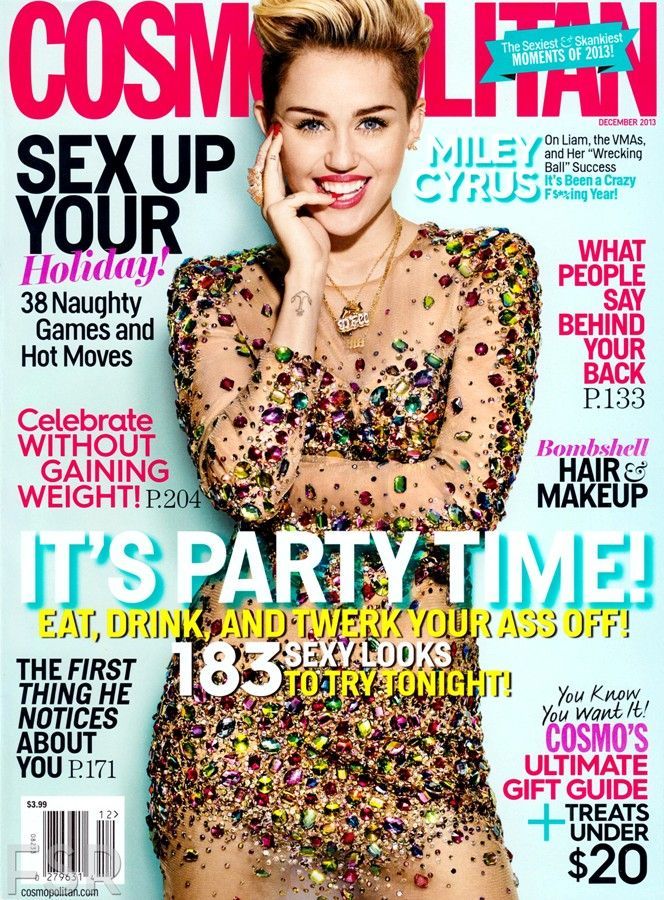 COSMOPOLITAN
The Sexiest & Skankiest
MOMENTS OF 2013!
DECEMBER 2013
SEX UP
YOUR
Holiday!
38 Naughty
Games and
Hot Moves
MILEY
CYRUS
On Liam, the VMAs,
and Her "Wrecking
Ball" Success
It's Been a Crazy
F$*%ing Year!
WHAT
PEOPLE
SAY
BEHIND
YOUR
BACK
P.133
Celebrate
WITHOUT
GAINING
WEIGHT! P.204
Bombshell
HAIR &
MAKEUP
IT'S PARTY TIME!
EAT, DRINK, AND TWERK YOUR ASS OFF!
183 SEXY LOOKS
TO TRY TONIGHT!
THE FIRST
THING HE
NOTICES
ABOUT
YOU P.171
You Know
You Want It!
COSMO'S
ULTIMATE
GIFT GUIDE
+ TREATS
UNDER
$20
$3.99
12>
FSR
cosmopolitan.com